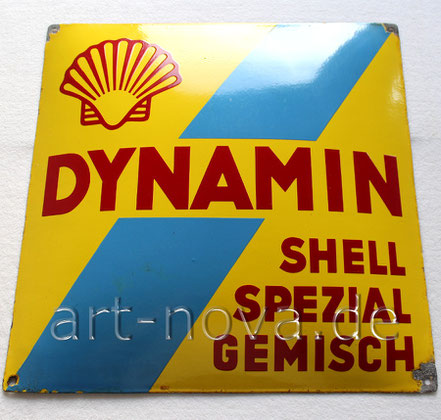 DYNAMIN
SHELL
SPEZIAL
art-nova.de
GEMISCH